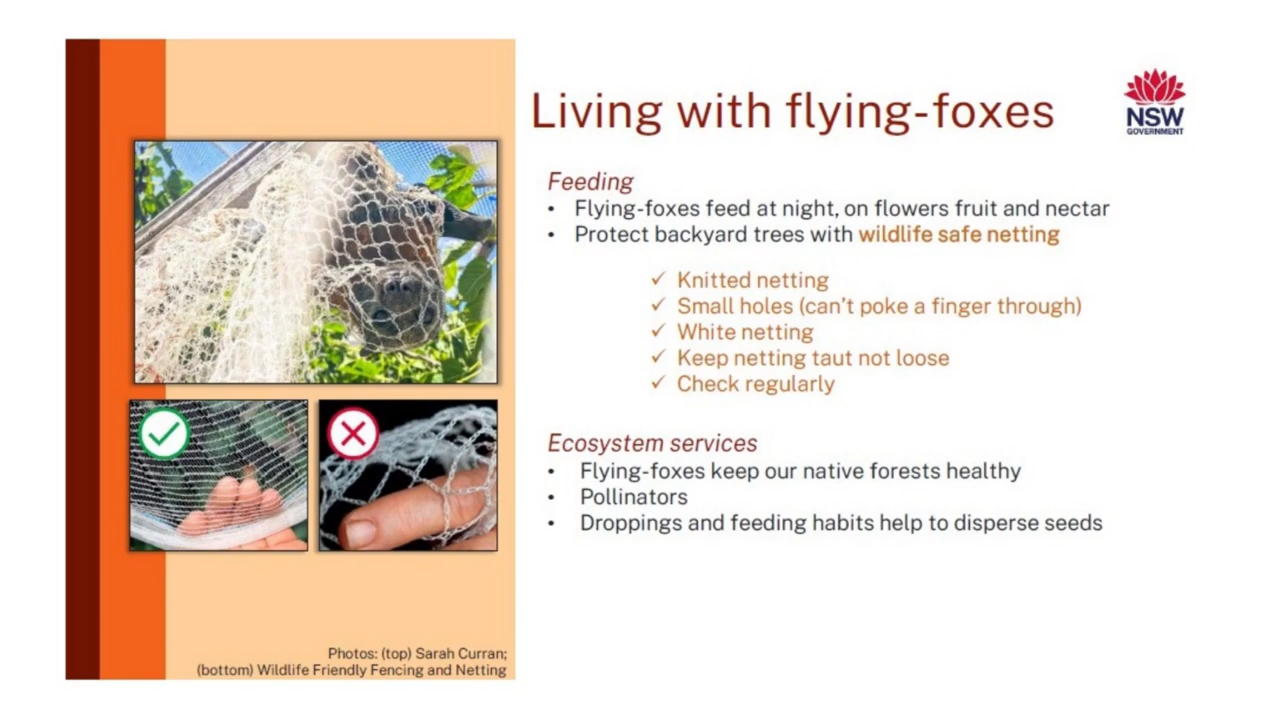 Living with flying-foxes
NSW
GOVERNMENT
Feeding
• Flying-foxes feed at night, on flowers fruit and nectar
• Protect backyard trees with wildlife safe netting
✓ Knitted netting
✓ Small holes (can't poke a finger through)
✓ White netting
✓ Keep netting taut not loose
✓ Check regularly
Ecosystem services
• Flying-foxes keep our native forests healthy
• Pollinators
• Droppings and feeding habits help to disperse seeds
Photos: (top) Sarah Curran;
(bottom) Wildlife Friendly Fencing and Netting